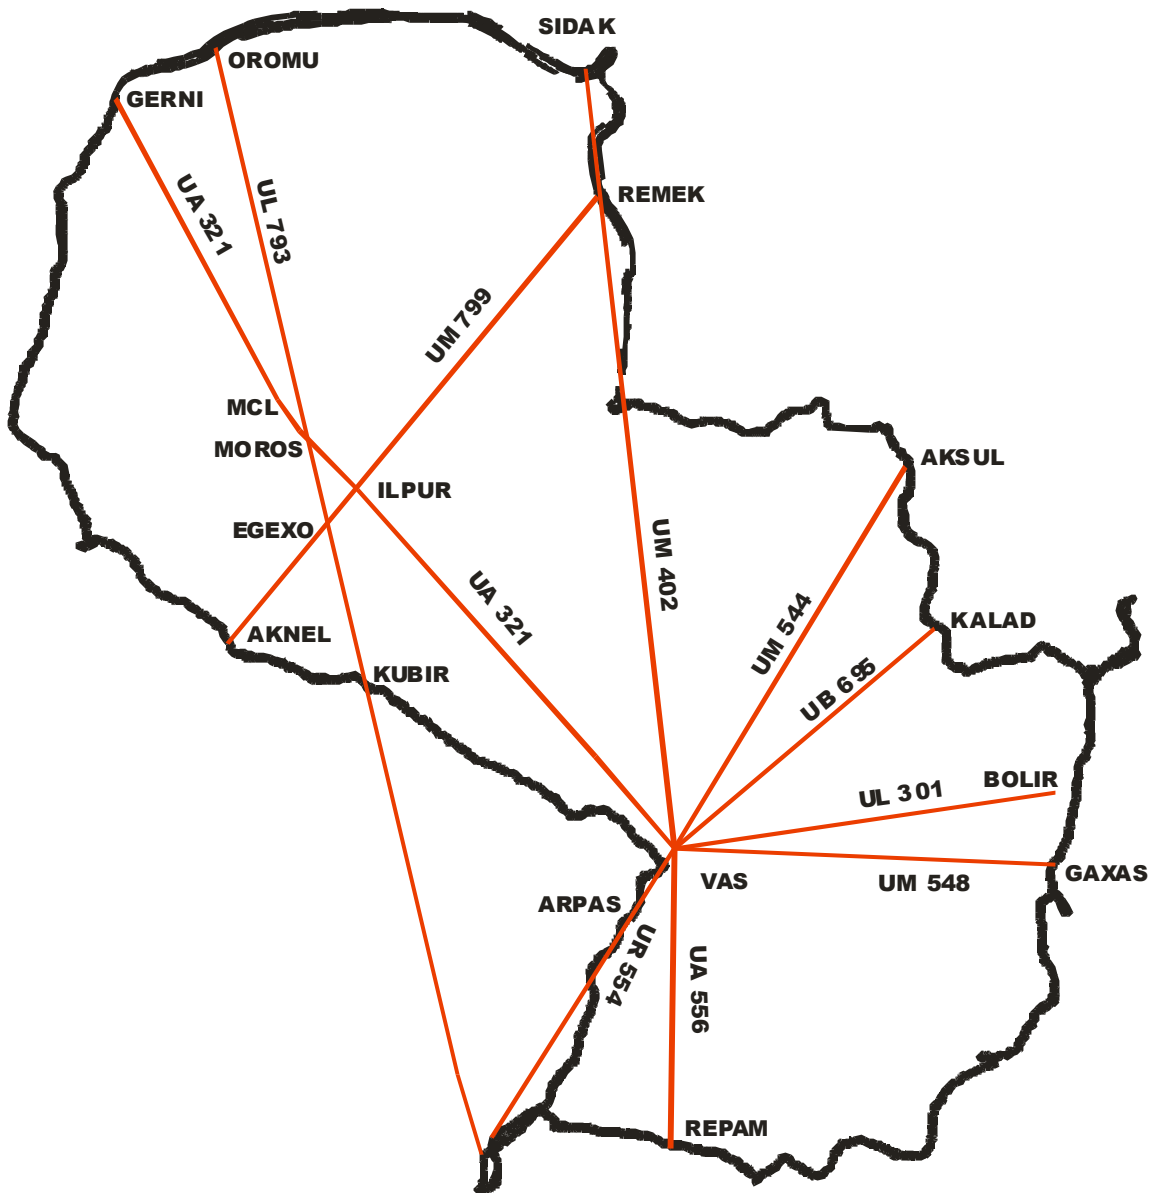 SIDAK
OROMU
GERNI
REMEK
UA 321
UL 793
UM 799
MCL
MOROS
AKSUL
ILPUR
EGEXO
UM 402
UA 321
UM 544
AKNEL
KALAD
KUBIR
UB 695
BOLIR
UL 301
GAXAS
VAS
UM 548
ARPAS
UR 554
UA 556
REPAM